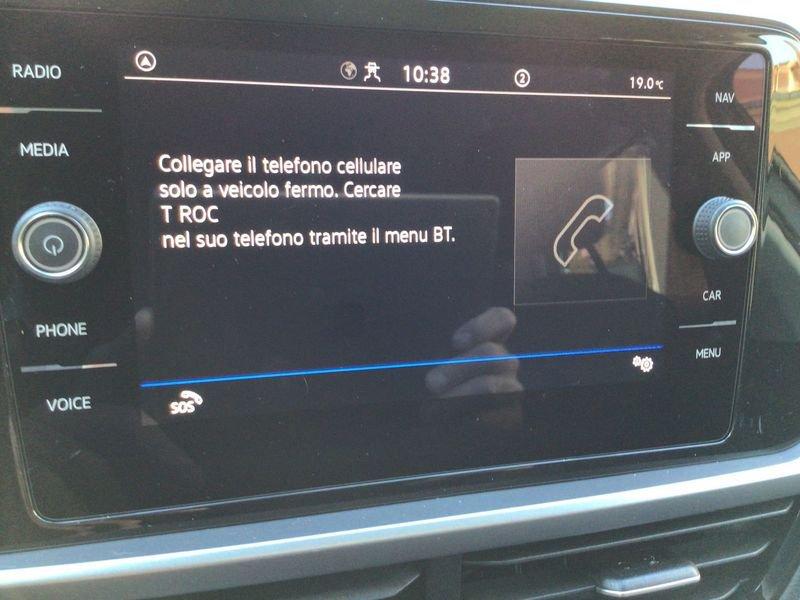 RADIO
10:38
2
19.0°C
NAV
MEDIA
APP
Collegare il telefono cellulare
solo a veicolo fermo. Cercare
T ROC
nel suo telefono tramite il menu BT.
CAR
PHONE
MENU
VOICE
SOS